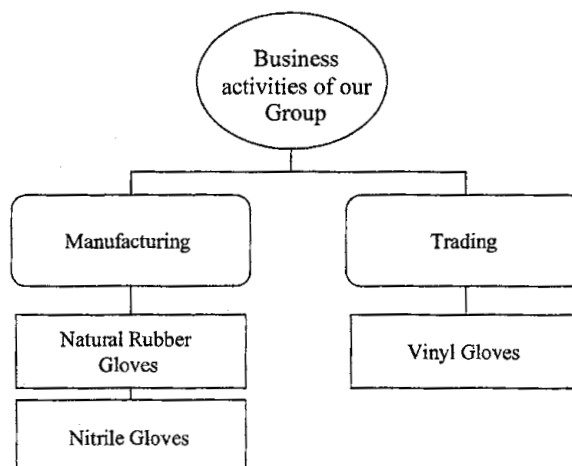 Business
activities of our
Group
Manufacturing
Trading
Natural Rubber
Gloves
Vinyl Gloves
Nitrile Gloves